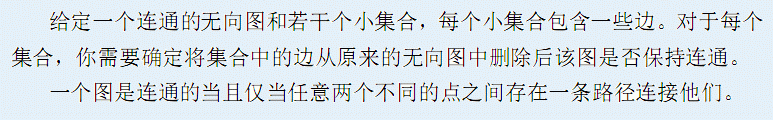 给定一个连通的无向图和若干个小集合，每个小集合包含一些边。对于每个
集合，你需要确定将集合中的边从原来的无向图中删除后该图是否保持连通。
一个图是连通的当且仅当任意两个不同的点之间存在一条路径连接他们。